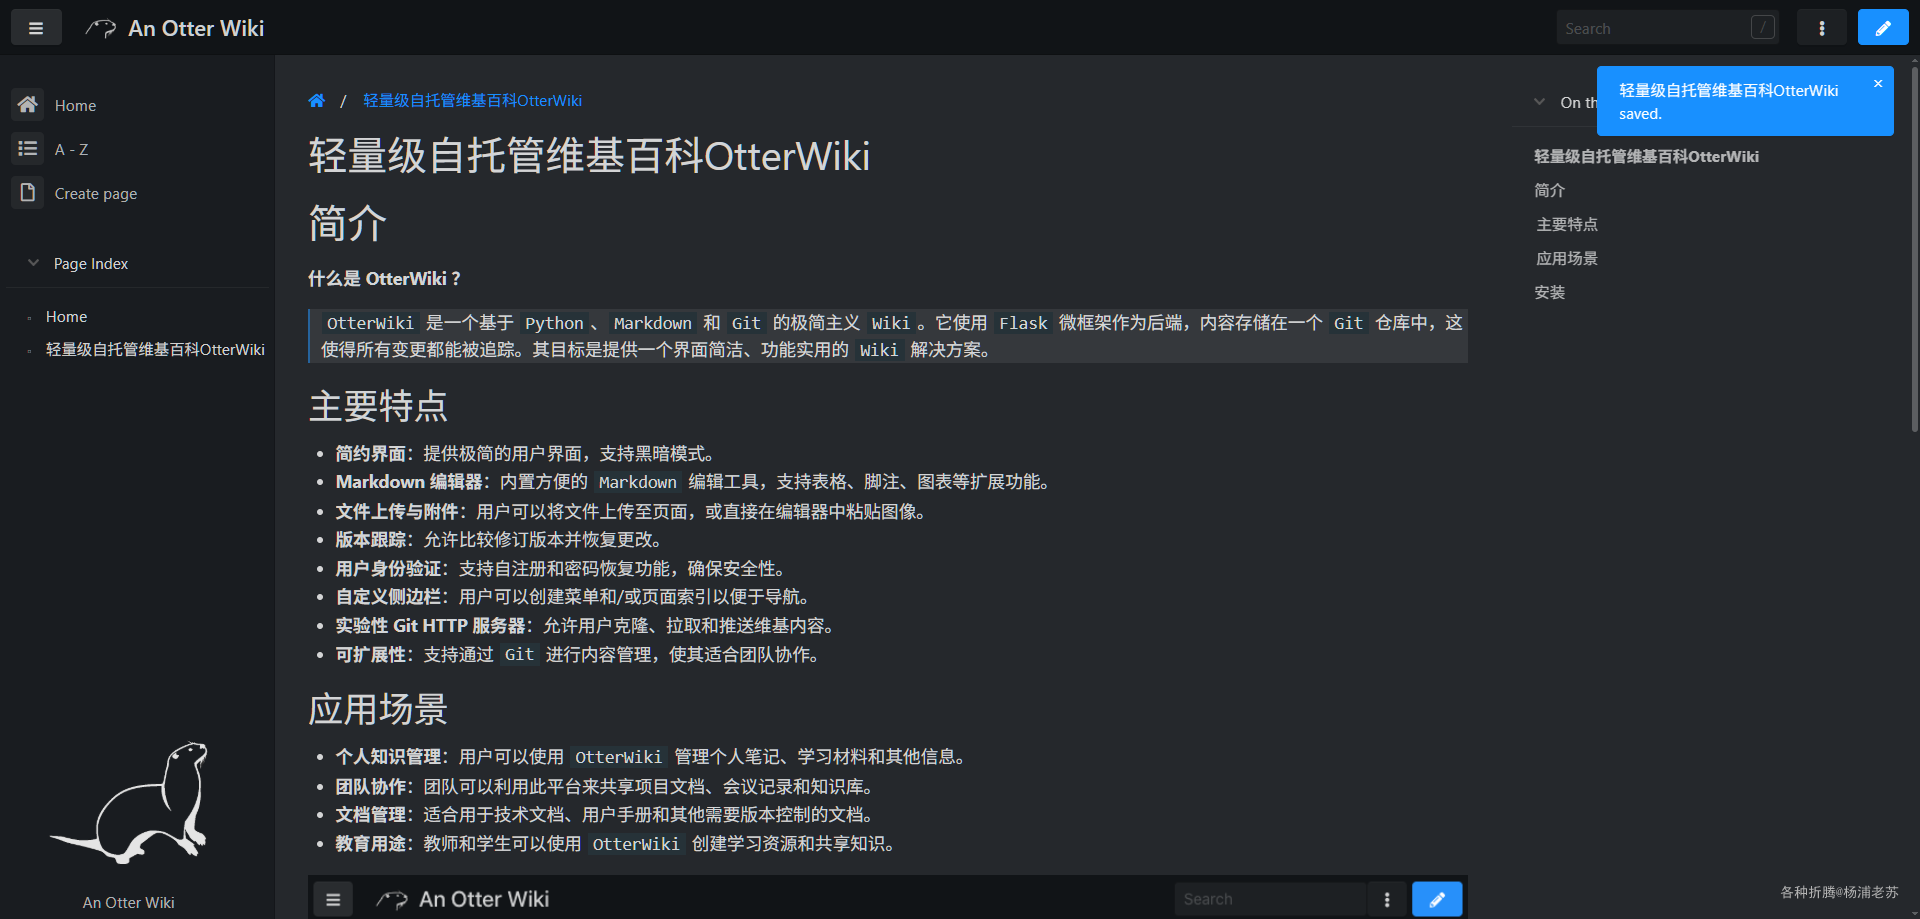 An Otter Wiki
Search /
Home
A - Z
Create page
Page Index
Home
轻量级自托管维基百科OtterWiki
An Otter Wiki
/ 轻量级自托管维基百科OtterWiki
轻量级自托管维基百科OtterWiki
简介
什么是 OtterWiki ?
OtterWiki 是一个基于 Python 、 Markdown 和 Git 的极简主义 Wiki 。它使用 Flask 微框架作为后端，内容存储在一个 Git 仓库中，这
使得所有变更都能被追踪。其目标是提供一个界面简洁、功能实用的 Wiki 解决方案。
主要特点
简约界面：提供极简的用户界面，支持黑暗模式。
Markdown 编辑器：内置方便的 Markdown 编辑工具，支持表格、脚注、图表等扩展功能。
文件上传与附件：用户可以将文件上传至页面，或直接在编辑器中粘贴图像。
版本跟踪：允许比较修订版本并恢复更改。
用户身份验证：支持自注册和密码恢复功能，确保安全性。
自定义侧边栏：用户可以创建菜单和/或页面索引以便于导航。
实验性 Git HTTP 服务器：允许用户克隆、拉取和推送维基内容。
可扩展性：支持通过 Git 进行内容管理，使其适合团队协作。
应用场景
个人知识管理：用户可以使用 OtterWiki 管理个人笔记、学习材料和其他信息。
团队协作：团队可以利用此平台来共享项目文档、会议记录和知识库。
文档管理：适合用于技术文档、用户手册和其他需要版本控制的文档。
教育用途：教师和学生可以使用 OtterWiki 创建学习资源和共享知识。
An Otter Wiki
Search
On th
轻量级自托管维基百科OtterWiki
saved.
×
轻量级自托管维基百科OtterWiki
简介
主要特点
应用场景
安装
各种折腾@杨浦老苏